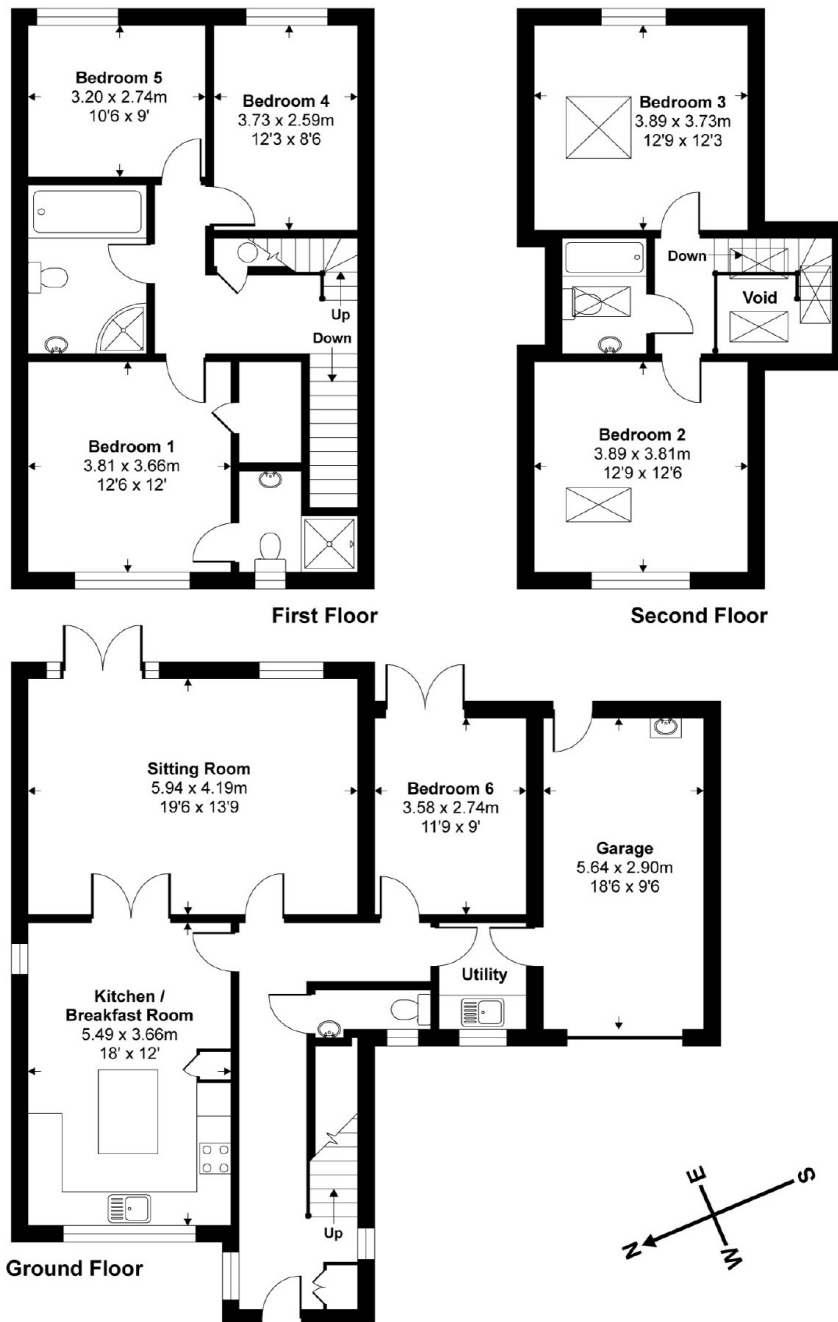 Bedroom 5
3.20 x 2.74m
10'6 x 9'
Bedroom 4
3.73 x 2.59m
12'3 x 8'6
Up
Down
Bedroom 1
3.81 x 3.66m
12'6 x 12'
First Floor
Bedroom 3
3.89 x 3.73m
12'9 x 12'3
Down
Void
Bedroom 2
3.89 x 3.81m
12'9 x 12'6
Second Floor
Sitting Room
5.94 x 4.19m
19'6 x 13'9
Bedroom 6
3.58 x 2.74m
11'9 x 9'
Garage
5.64 x 2.90m
18'6 x 9'6
Utility
Kitchen /
Breakfast Room
5.49 x 3.66m
18' x 12'
Up
Ground Floor
E
S
N
W